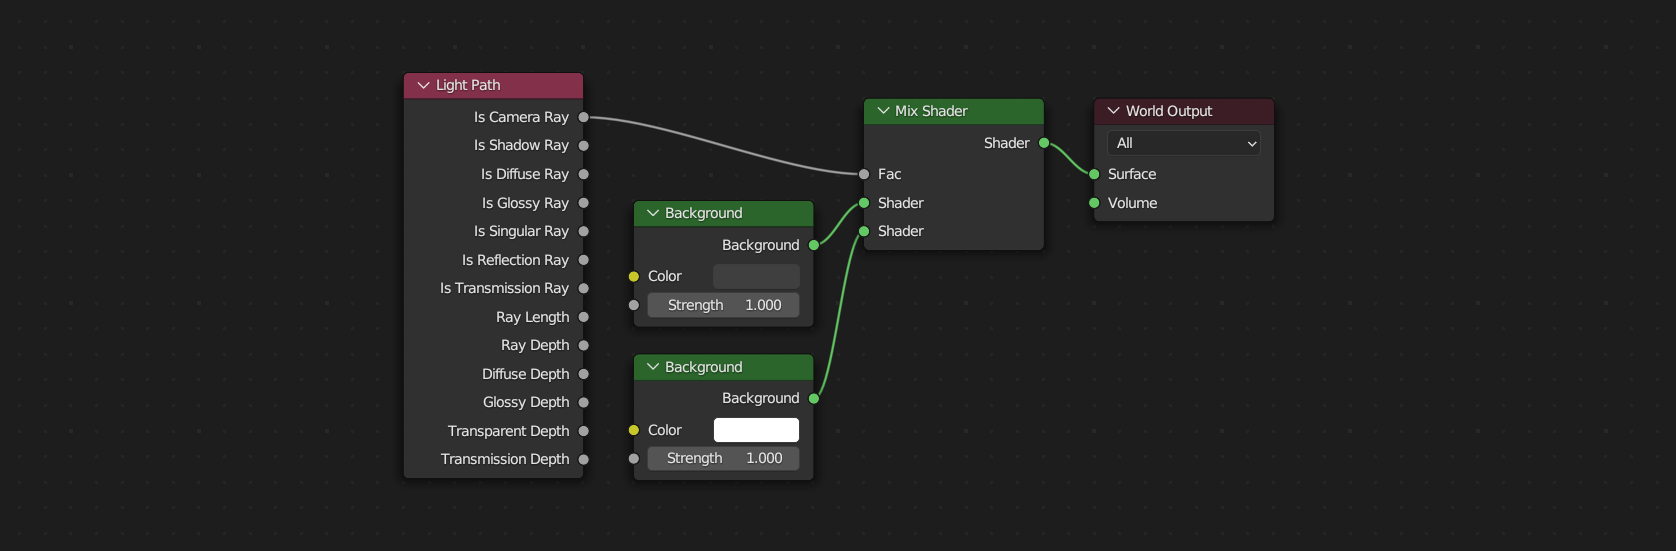 Light Path
Is Camera Ray
Is Shadow Ray
Is Diffuse Ray
Is Glossy Ray
Is Singular Ray
Is Reflection Ray
Is Transmission Ray
Ray Length
Ray Depth
Diffuse Depth
Glossy Depth
Transparent Depth
Transmission Depth
Background
Background
Color
Strength 1.000
Background
Background
Color
Strength 1.000
Mix Shader
Shader
Fac
Shader
Shader
World Output
All
Surface
Volume